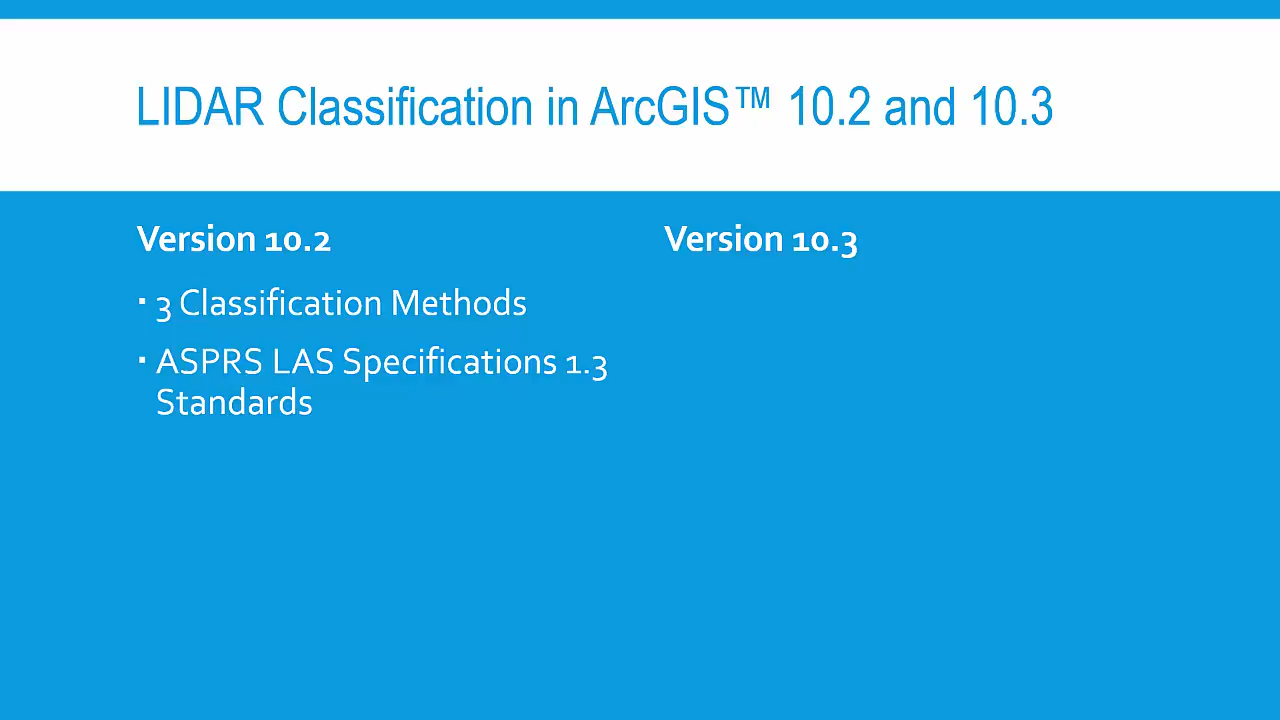 LIDAR Classification in ArcGIS™ 10.2 and 10.3
Version 10.2
▪ 3 Classification Methods
▪ ASPRS LAS Specifications 1.3
Standards
Version 10.3